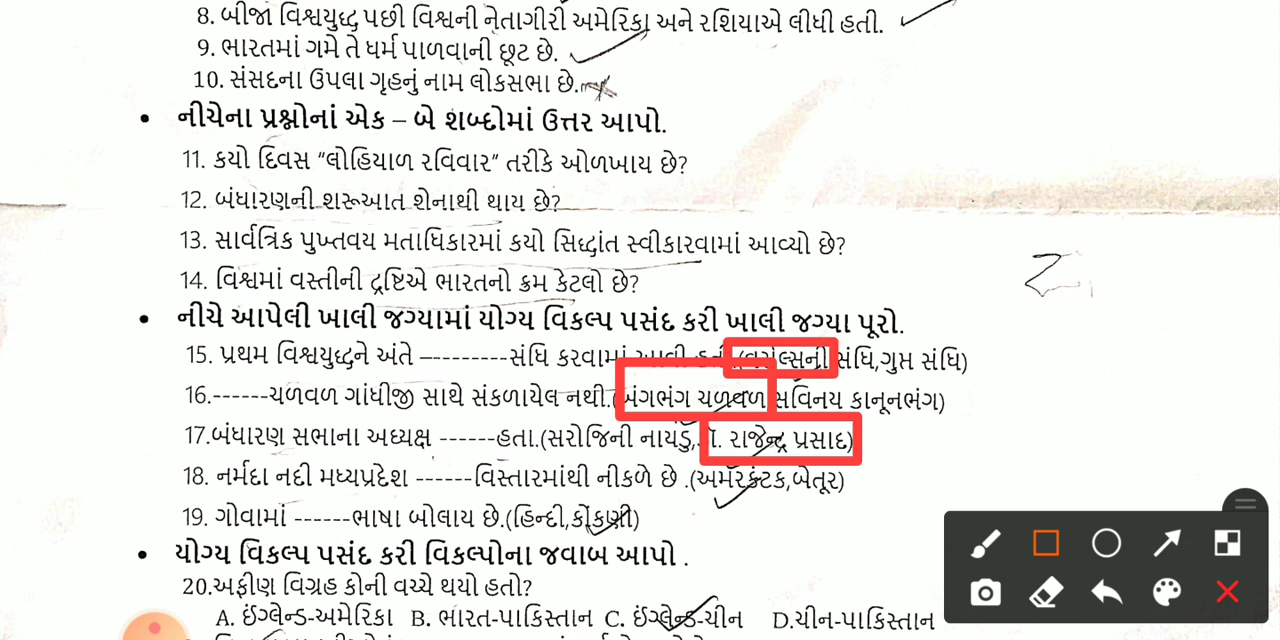 8. બીજા વિશ્વયુદ્ધ પછી વિશ્વની નેતાગીરી અમેરિકા અને રશિયાએ લીધી હતી.
9. ભારતમાં ગમે તે ધર્મ પાળવાની છૂટ છે.
10. સંસદના ઉપલા ગૃહનું નામ લોકસભા છે.
• નીચેના પ્રશ્નોનાં એક – બે શબ્દોમાં ઉત્તર આપો.
11. કયો દિવસ “લોહિયાળ રવિવાર” તરીકે ઓળખાય છે?
12. બંધારણની શરૂઆત શેનાથી થાય છે?
13. સાર્વત્રિક પુખ્તવય મતાધિકારમાં કયો સિદ્ધાંત સ્વીકારવામાં આવ્યો છે?
14. વિશ્વમાં વસ્તીની દ્રષ્ટિએ ભારતનો ક્રમ કેટલો છે?
• નીચે આપેલી ખાલી જગ્યામાં યોગ્ય વિકલ્પ પસંદ કરી ખાલી જગ્યા પૂરો.
15. પ્રથમ વિશ્વયુદ્ધને અંતે –---------સંધિ કરવામાં આવી હતી.(વર્સેલ્સની સંધિ,ગુપ્ત સંધિ)
16.------ચળવળ ગાંધીજી સાથે સંકળાયેલ નથી.(બંગભંગ ચળવળ સવિનય કાનૂનભંગ)
17.બંધારણ સભાના અધ્યક્ષ ------હતા.(સરોજિની નાયડું,ડૉ. રાજેન્દ્ર પ્રસાદ)
18. નર્મદા નદી મધ્યપ્રદેશ ------વિસ્તારમાંથી નીકળે છે .(અમરકંટક,બેતૂર)
19. ગોવામાં ------ભાષા બોલાય છે.(હિન્દી,કોંકણી)
• યોગ્ય વિકલ્પ પસંદ કરી વિકલ્પોના જવાબ આપો .
20.અફીણ વિગ્રહ કોની વચ્ચે થયો હતો?
A. ઈંગ્લેન્ડ-અમેરિકા B. ભારત-પાકિસ્તાન C. ઈંગ્લેન્ડ-ચીન D.ચીન-પાકિસ્તાન